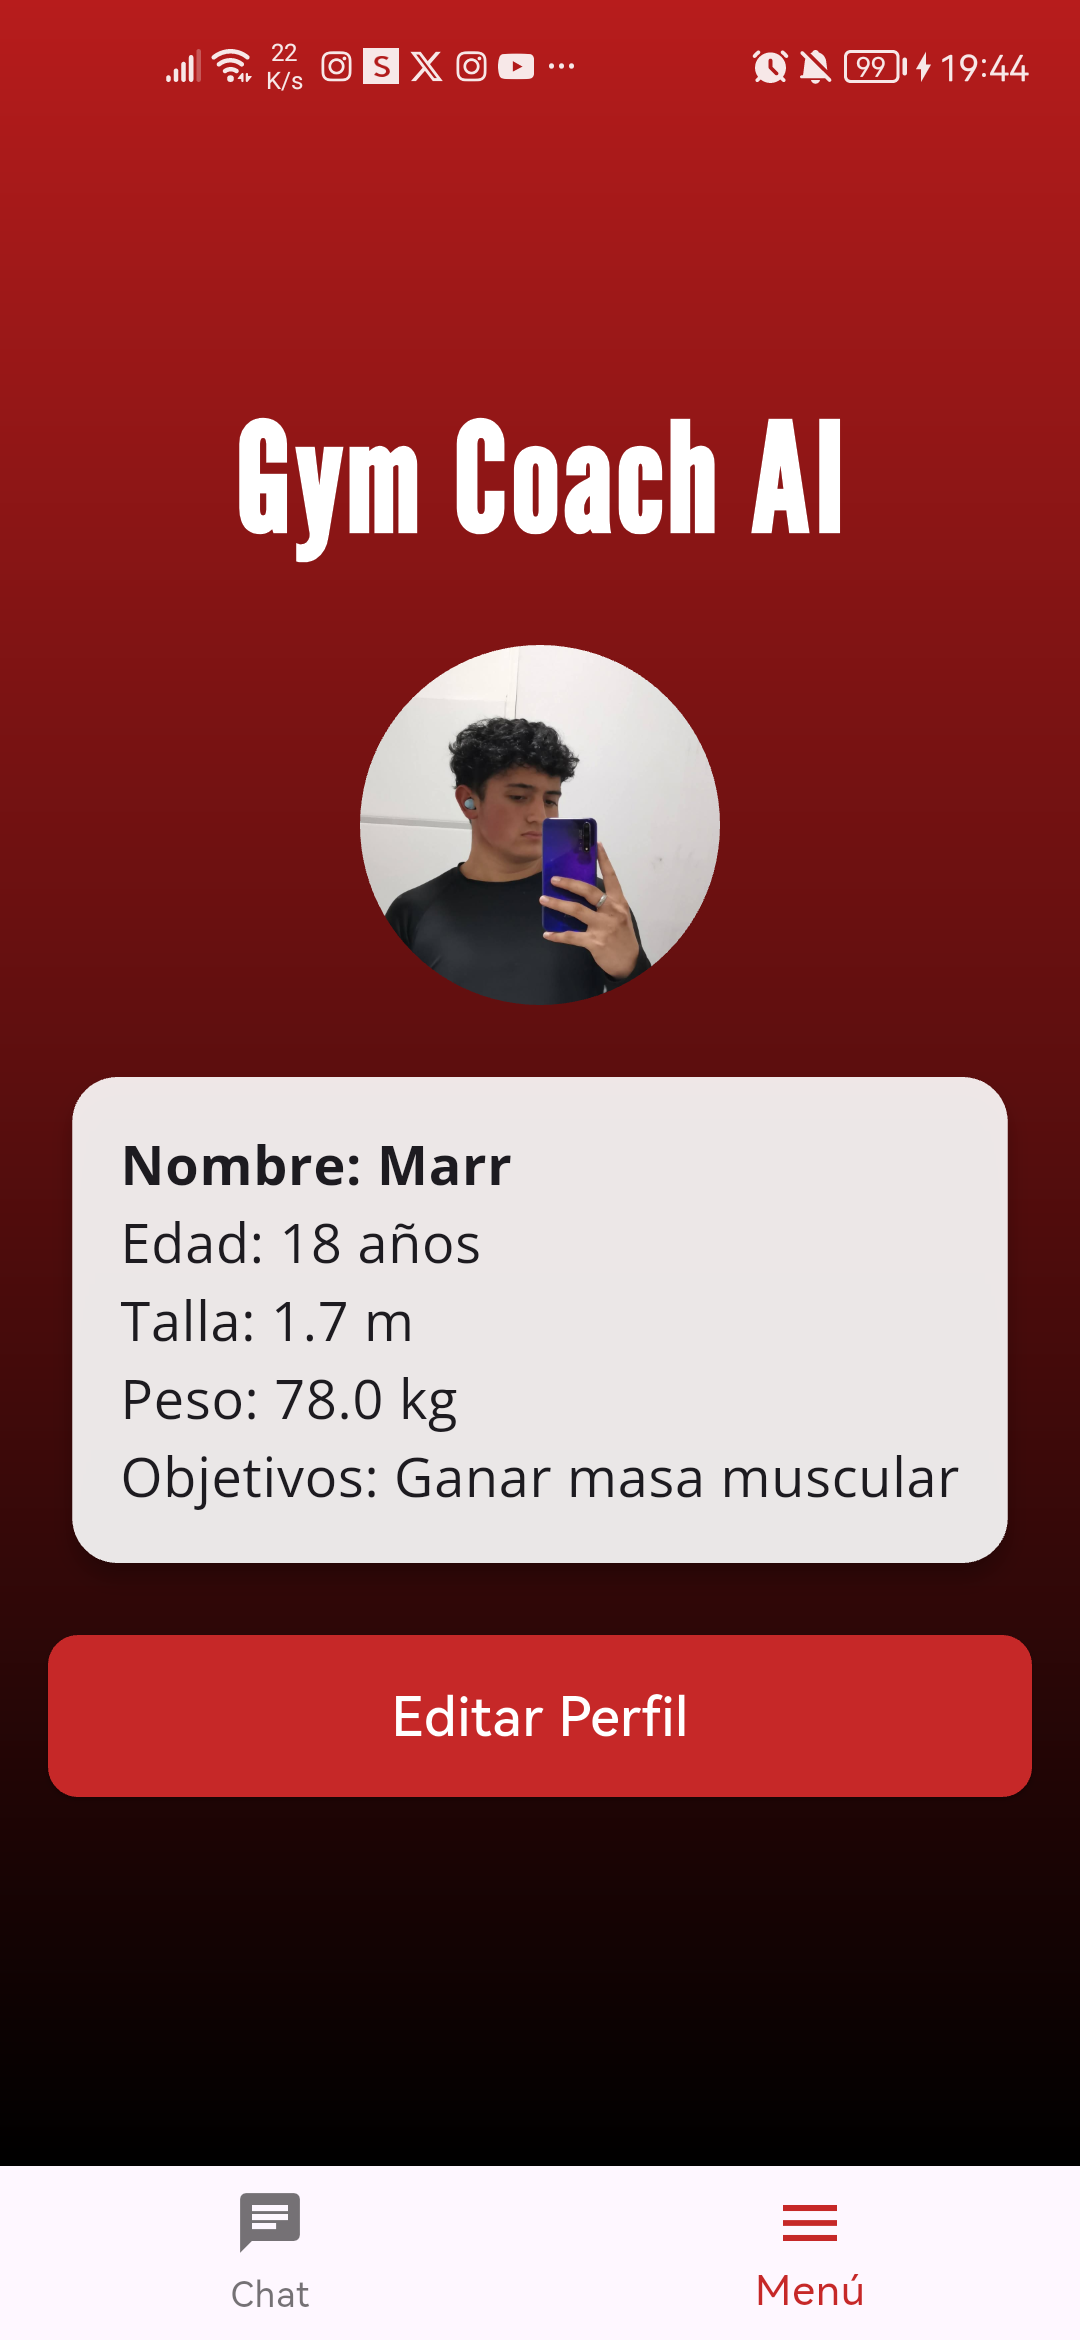 22
K/s
S
99
19:44
Gym Coach AI
Nombre: Marr
Edad: 18 años
Talla: 1.7 m
Peso: 78.0 kg
Objetivos: Ganar masa muscular
Editar Perfil
Chat
Menú